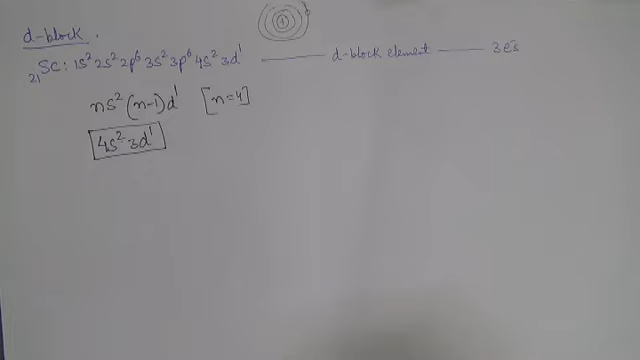 d-block.
₂₁Sc: 1s² 2s² 2p⁶ 3s² 3p⁶ 4s² 3d¹ —— d-block element —— 3es̄
ns² (n-1)d¹ [n=4]
4s² 3d¹